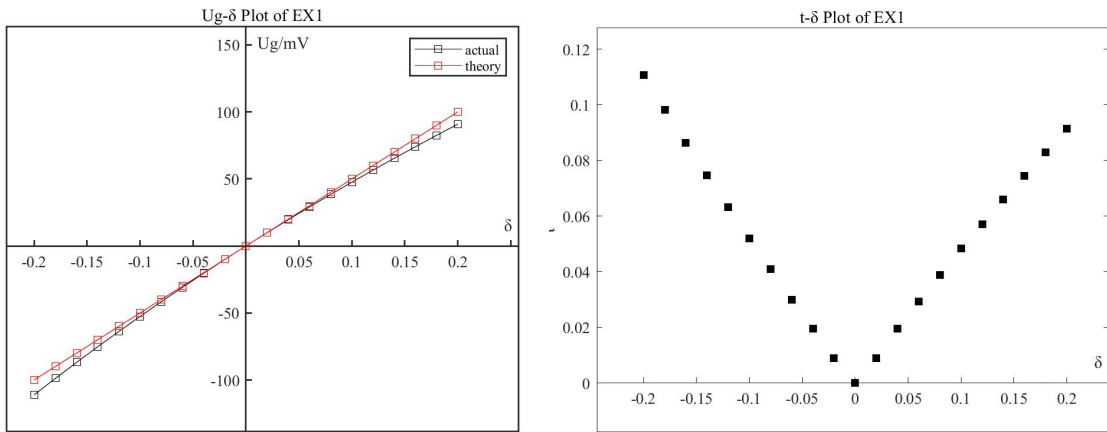 Ug-δ Plot of EX1
Ug/mV
actual
theory
150
100
50
-50
-100
δ
-0.2 -0.15 -0.1 -0.05 0.05 0.1 0.15 0.2
t-δ Plot of EX1
0.12
0.1
0.08
0.06
0.04
0.02
0
δ
-0.2 -0.15 -0.1 -0.05 0 0.05 0.1 0.15 0.2